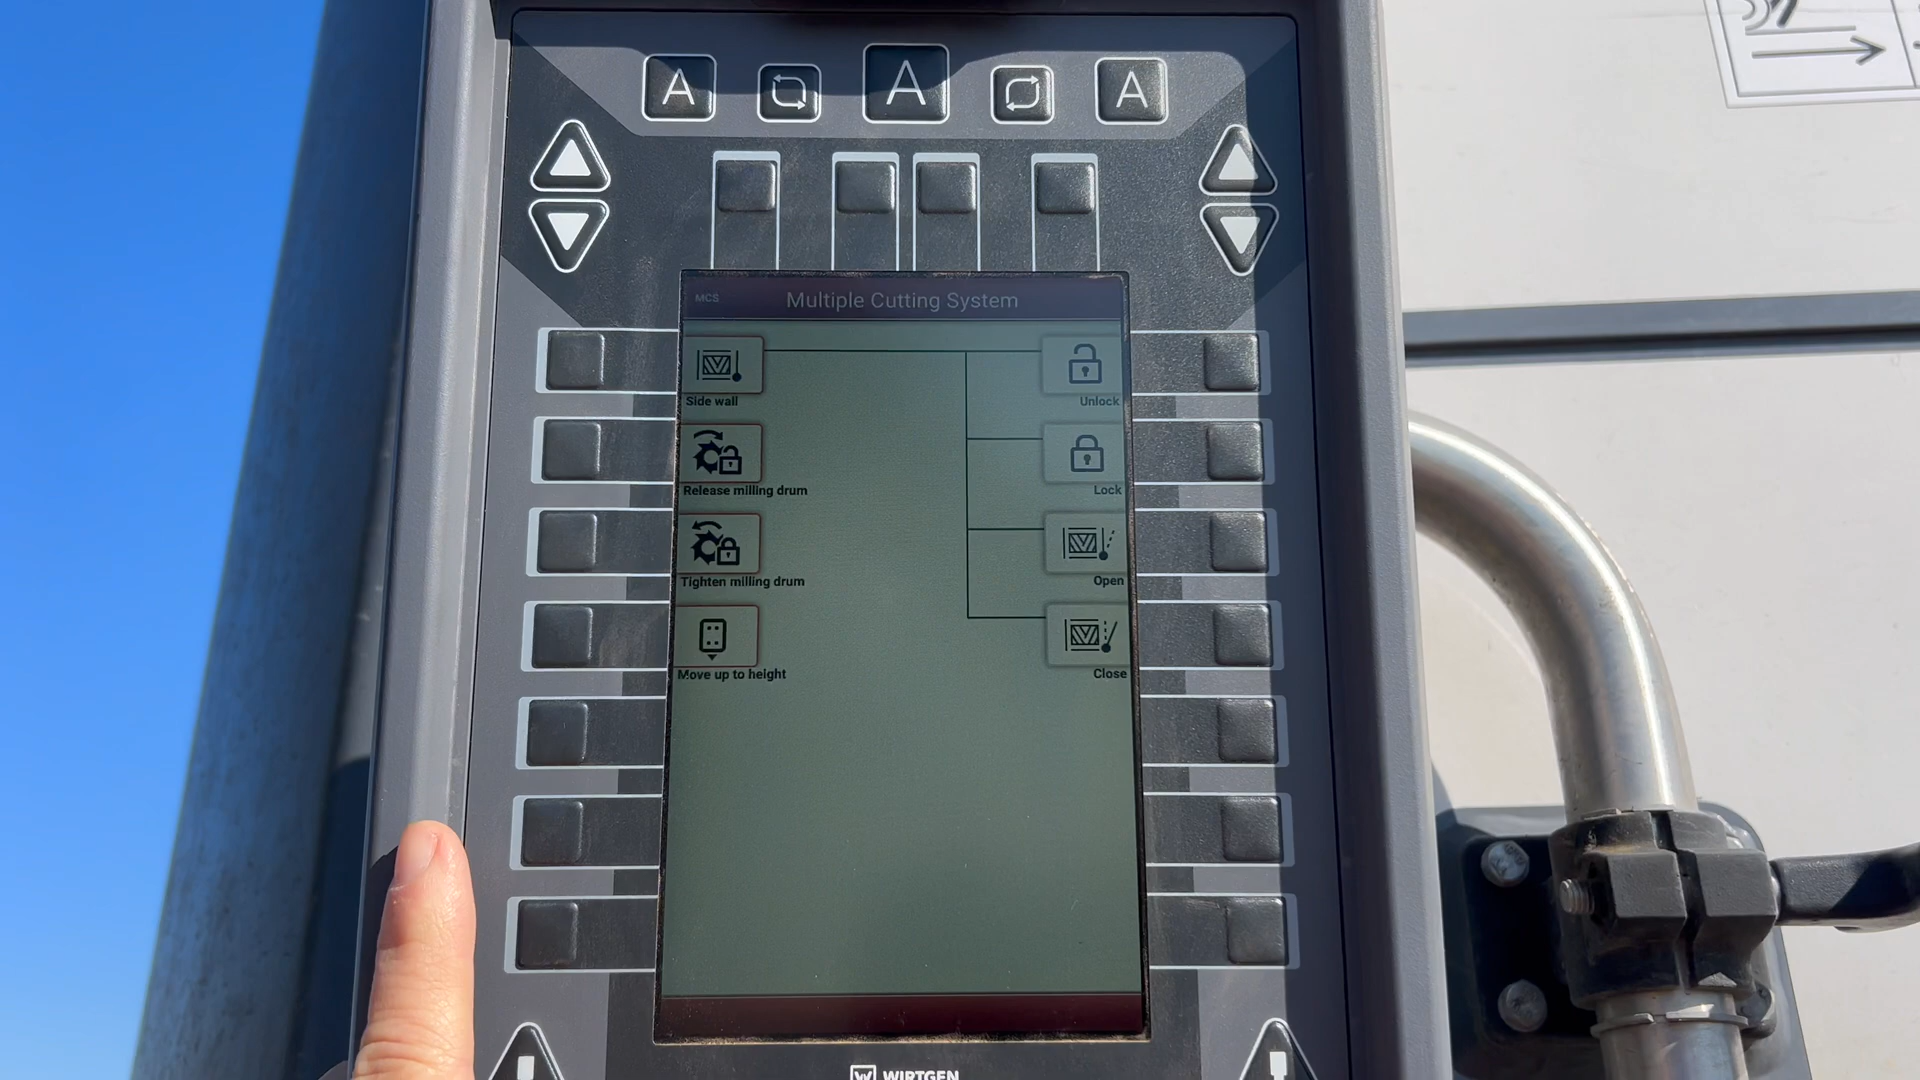 A A A
MCS Multiple Cutting System
Side wall
Unlock
Release milling drum
Lock
Tighten milling drum
Open
Move up to height
Close
WIRTGEN